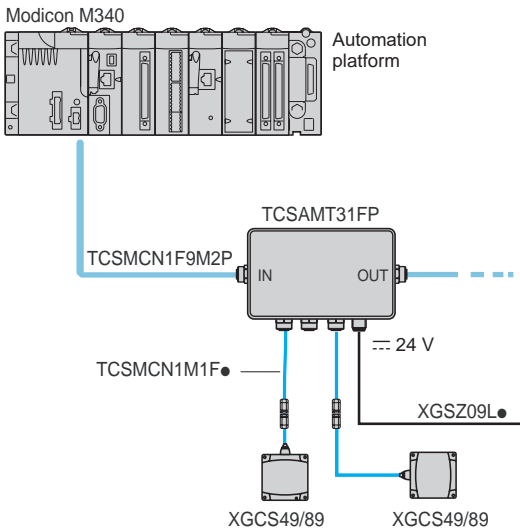 Modicon M340
Automation
platform
TCSAMT31FP
TCSMCN1F9M2P
IN
OUT
24 V
TCSMCN1M1F●
XGSZ09L●
XGCS49/89
XGCS49/89